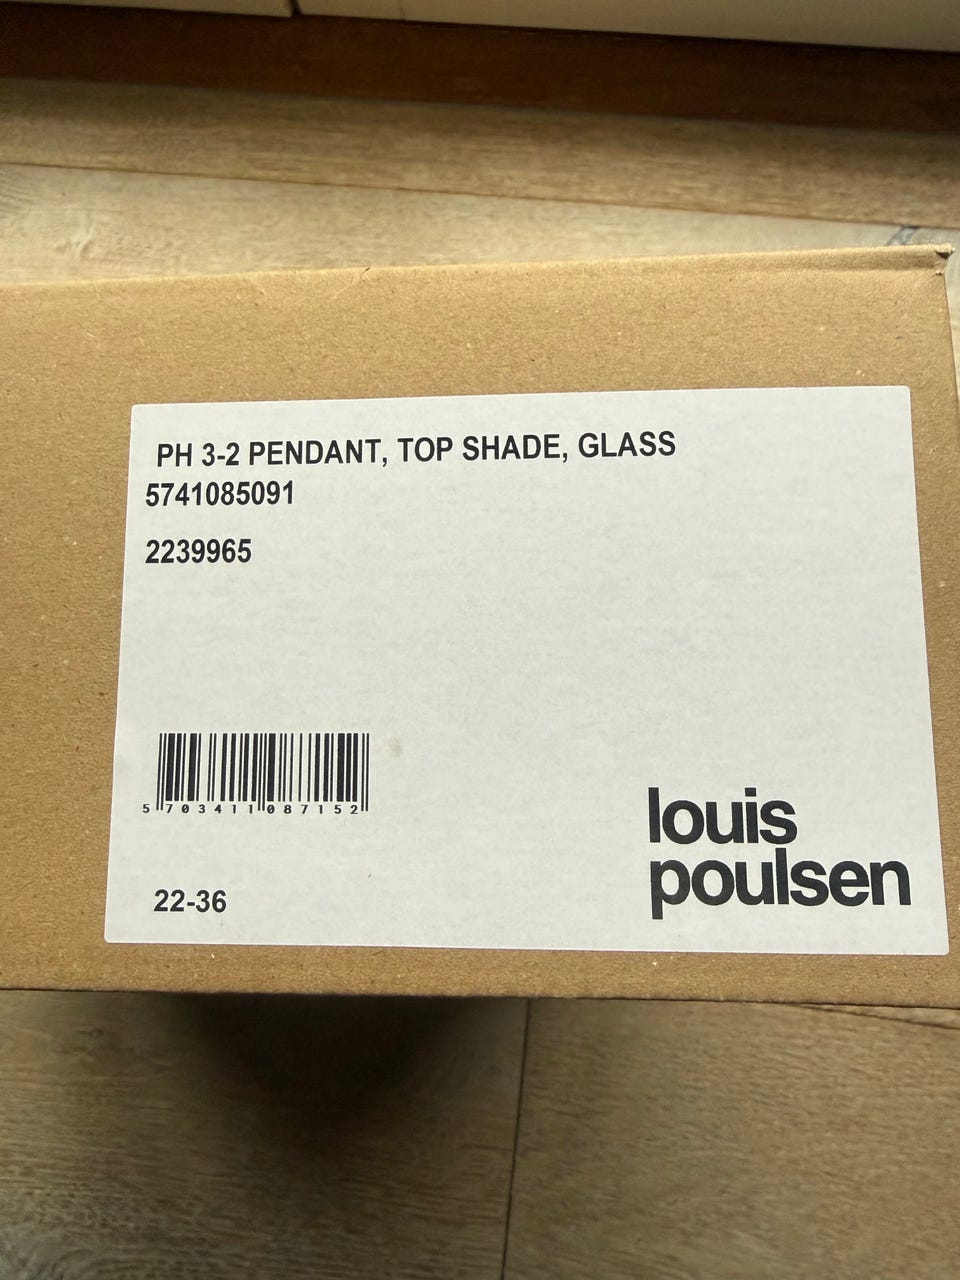 PH 3-2 PENDANT, TOP SHADE, GLASS
5741085091
2239965
5 703411 087152
22-36
louis
poulsen